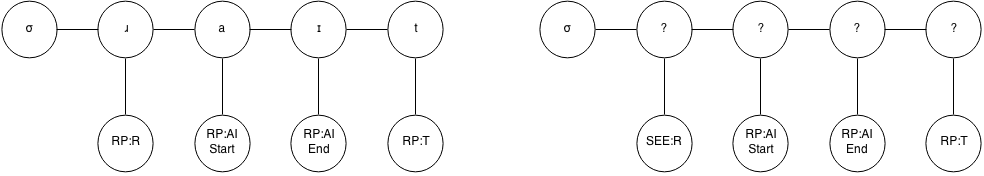 σ ɹ a ɪ t
RP:R RP:AI Start RP:AI End RP:T
σ ? ? ? ?
SEE:R RP:AI Start RP:AI End RP:T